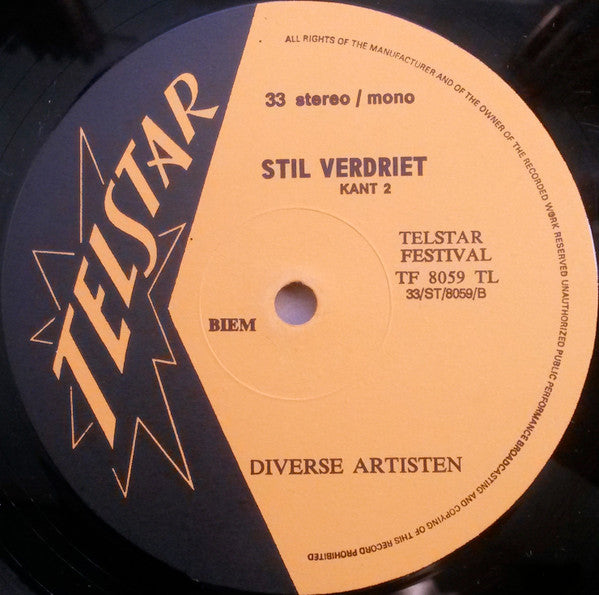 ALL RIGHTS OF THE MANUFACTURER AND OF THE OWNER OF THE RECORDED WORK RESERVED UNAUTHORIZED PUBLIC PERFORMANCE BROADCASTING AND COPYING OF THIS RECORD PROHIBITED
TELSTAR
33 stereo / mono
STIL VERDRIET
KANT 2
TELSTAR
FESTIVAL
TF 8059 TL
33/ST/8059/B
BIEM
DIVERSE ARTISTEN